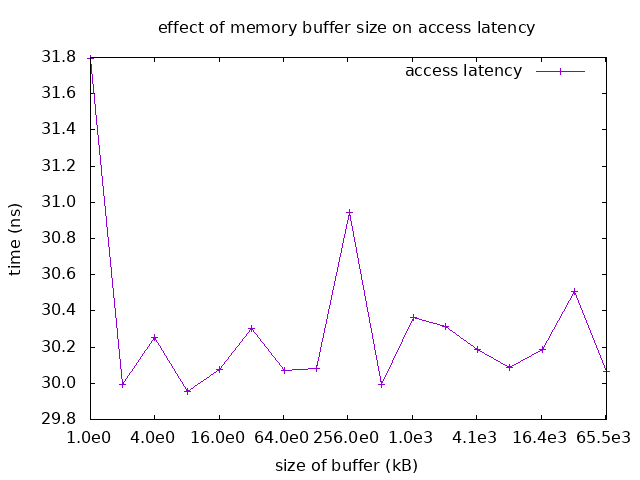 effect of memory buffer size on access latency
access latency
31.8
31.6
31.4
31.2
31.0
30.8
30.6
30.4
30.2
30.0
29.8
time (ns)
1.0e0 4.0e0 16.0e0 64.0e0 256.0e0 1.0e3 4.1e3 16.4e3 65.5e3
size of buffer (kB)